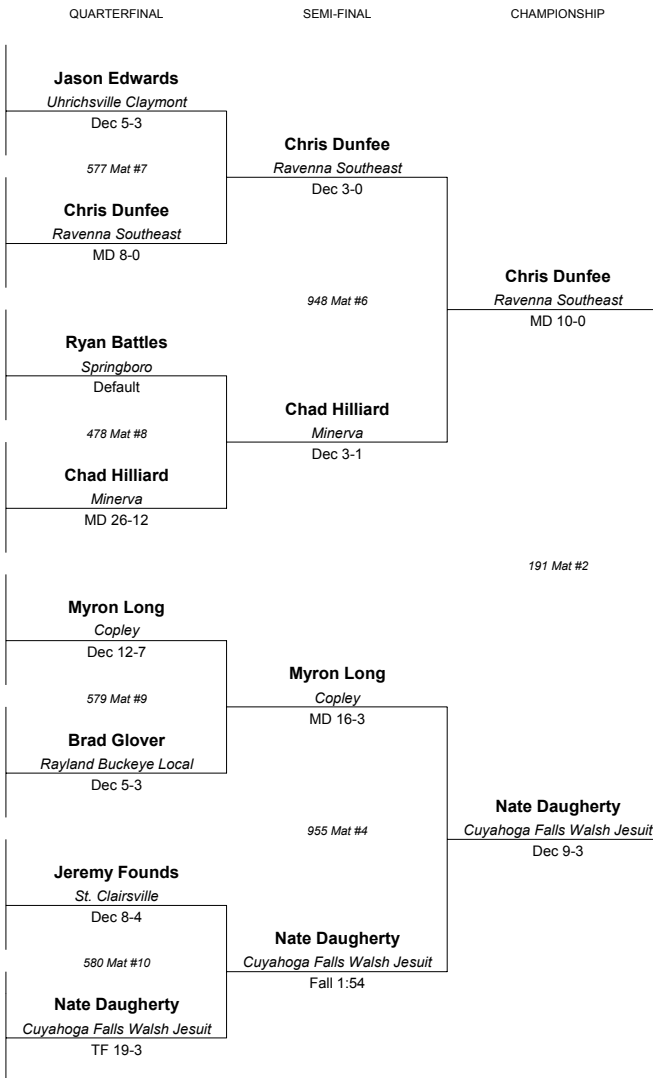 QUARTERFINAL SEMI-FINAL CHAMPIONSHIP
Jason Edwards
Uhrichsville Claymont
Dec 5-3
577 Mat #7
Chris Dunfee
Ravenna Southeast
MD 8-0
Ryan Battles
Springboro
Default
478 Mat #8
Chad Hilliard
Minerva
MD 26-12
Myron Long
Copley
Dec 12-7
579 Mat #9
Brad Glover
Rayland Buckeye Local
Dec 5-3
Jeremy Founds
St. Clairsville
Dec 8-4
580 Mat #10
Nate Daugherty
Cuyahoga Falls Walsh Jesuit
TF 19-3
Chris Dunfee
Ravenna Southeast
Dec 3-0
948 Mat #6
Chad Hilliard
Minerva
Dec 3-1
Myron Long
Copley
MD 16-3
955 Mat #4
Nate Daugherty
Cuyahoga Falls Walsh Jesuit
Fall 1:54
Chris Dunfee
Ravenna Southeast
MD 10-0
191 Mat #2
Nate Daugherty
Cuyahoga Falls Walsh Jesuit
Dec 9-3